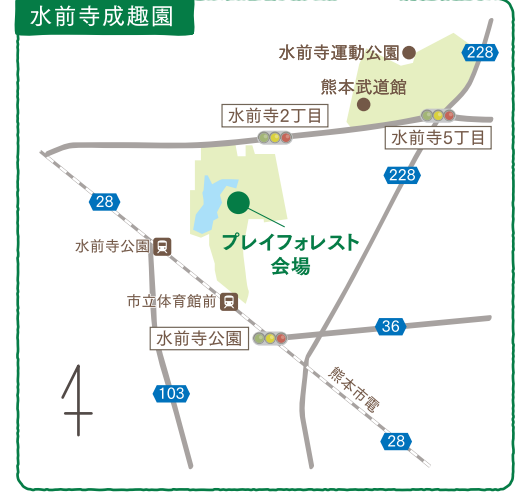 水前寺成趣園
水前寺運動公園
228
熊本武道館
水前寺2丁目
水前寺5丁目
228
28
プレイフォレスト
会場
水前寺公園
市立体育館前
水前寺公園
36
熊本市電
103
28